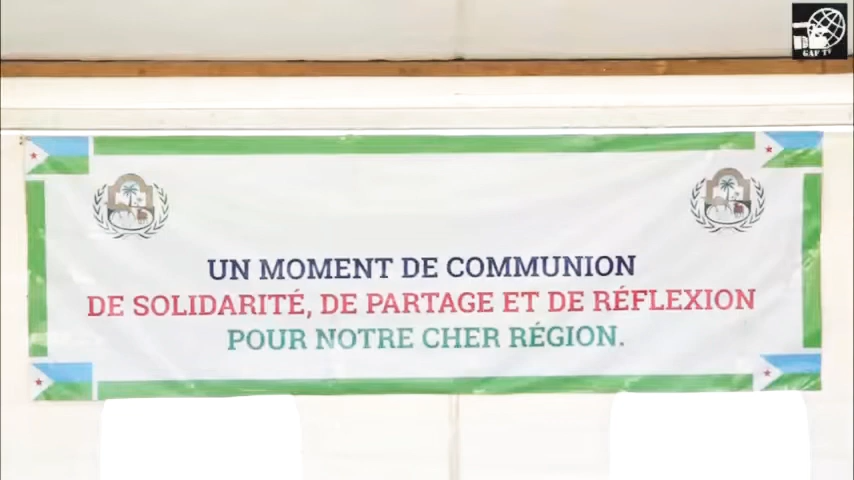 UN MOMENT DE COMMUNION
DE SOLIDARITÉ, DE PARTAGE ET DE RÉFLEXION
POUR NOTRE CHER RÉGION.